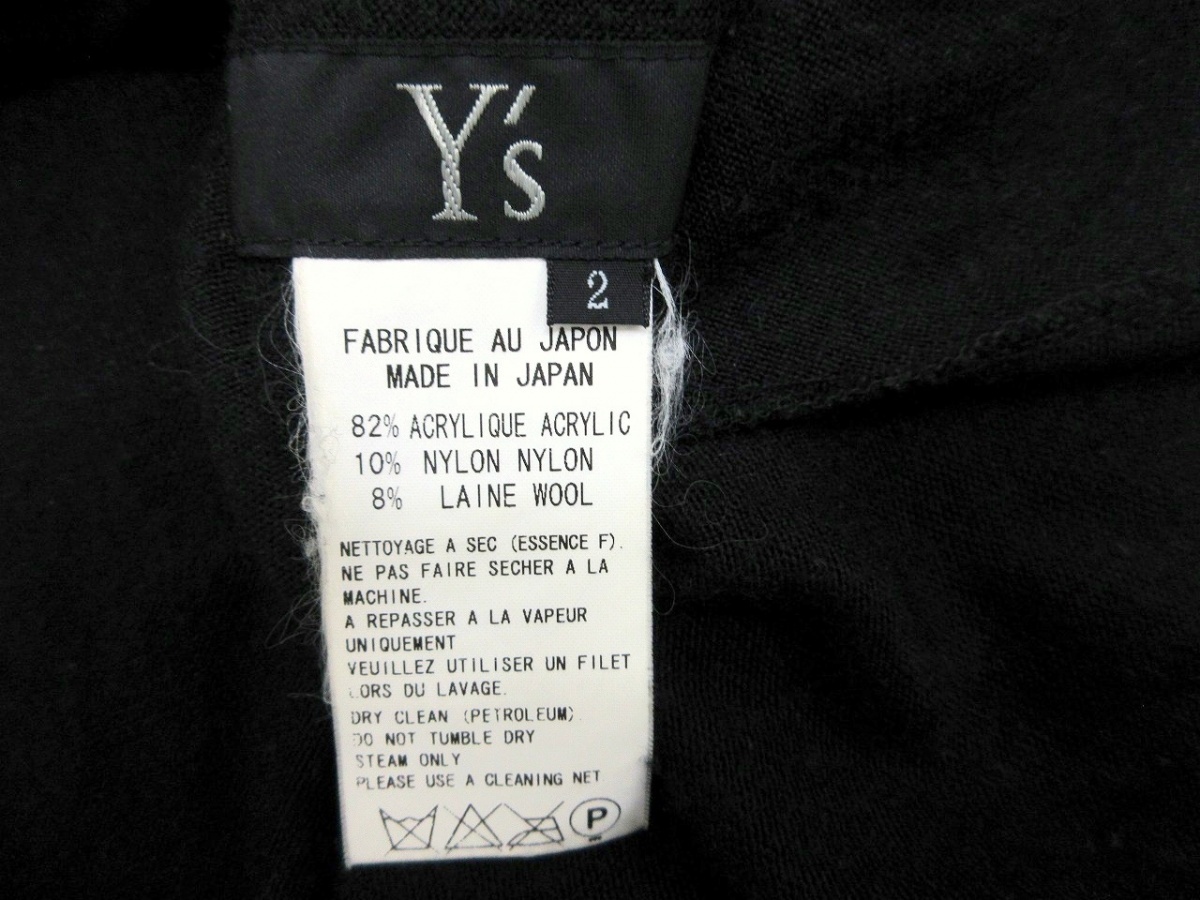 Y's
2
FABRIQUE AU JAPON
MADE IN JAPAN
82% ACRYLIQUE ACRYLIC
10% NYLON NYLON
8% LAINE WOOL
NETTOYAGE A SEC (ESSENCE F).
NE PAS FAIRE SECHER A LA
MACHINE.
A REPASSER A LA VAPEUR
UNIQUEMENT
VEUILLEZ UTILISER UN FILET
LORS DU LAVAGE.
DRY CLEAN (PETROLEUM).
DO NOT TUMBLE DRY
STEAM ONLY
PLEASE USE A CLEANING NET
P